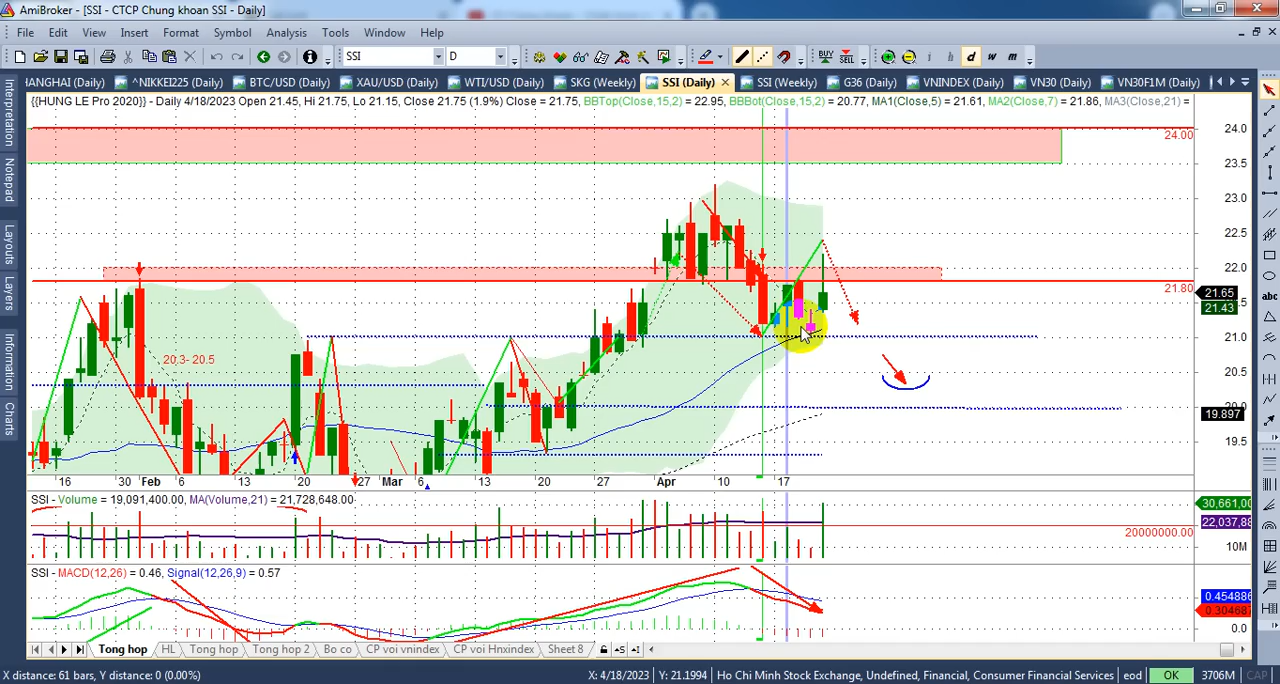 AmiBroker - [SSI - CTCP Chung khoan SSI - Daily]
File Edit View Insert Format Symbol Analysis Tools Window Help
SSI D BUY SELL i h d w m
HANGHAI (Daily) ^NIKKEI225 (Daily) BTC/USD (Daily) XAU/USD (Daily) WTI/USD (Daily) SKG (Weekly) SSI (Daily) SSI (Weekly) G36 (Daily) VNINDEX (Daily) VN30 (Daily) VN30F1M (Daily)
{{HUNG LE Pro 2020}} - Daily 4/18/2023 Open 21.45, Hi 21.75, Lo 21.15, Close 21.75 (1.9%) Close = 21.75, BBTop(Close,15,2) = 22.95, BBBot(Close,15,2) = 20.77, MA1(Close,5) = 21.61, MA2(Close,7) = 21.86, MA3(Close,21) =
Interpretation
Notepad
Layouts
Layers
Information
Charts
abc
24.0
24.00
23.5
23.0
22.5
22.0
21.80
21.65
21.5
21.43
21.0
20.3- 20.5
20.5
20.0
19.897
19.5
16 30 Feb 6 13 20 27 Mar 6 13 20 27 Apr 10 17
SSI - Volume = 19,091,400.00, MA(Volume,21) = 21,728,648.00
30,661.00
22,037,88
20000000.00
10M
SSI - MACD(12,26) = 0.46, Signal(12,26,9) = 0.57
0.454886
0.304687
0.0
Tong hop HL Tong hop Tong hop 2 Bo co CP voi vnindex CP voi Hnxindex Sheet 8
X distance: 61 bars, Y distance: 0 (0.00%) X: 4/18/2023 Y: 21.1994 Ho Chi Minh Stock Exchange, Undefined, Financial, Consumer Financial Services eod OK 3706M CAP